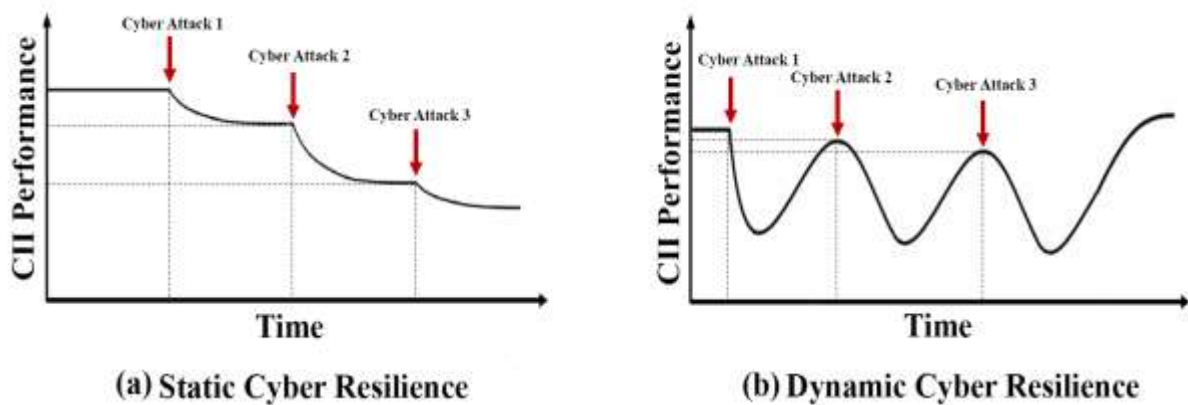 Cyber Attack 1
Cyber Attack 2
Cyber Attack 3
CII Performance
Time
(a) Static Cyber Resilience
Cyber Attack 1
Cyber Attack 2
Cyber Attack 3
CII Performance
Time
(b) Dynamic Cyber Resilience